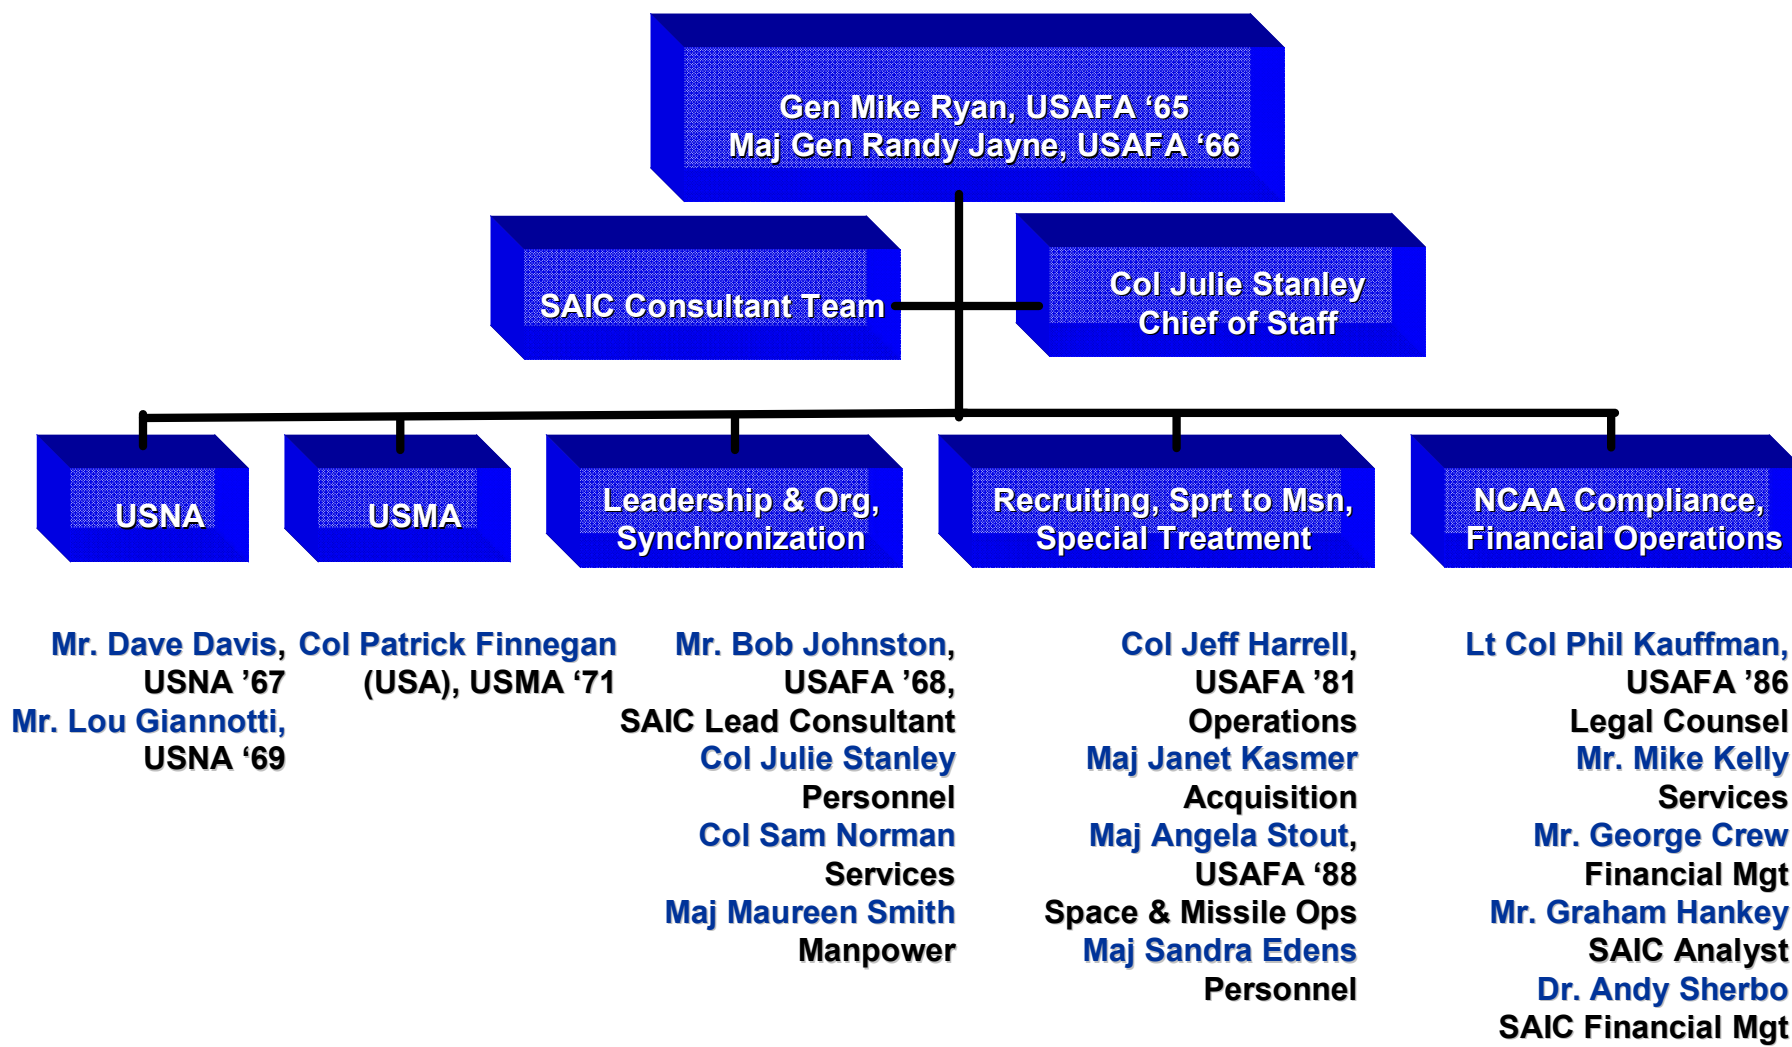 Gen Mike Ryan, USAFA ‘65
Maj Gen Randy Jayne, USAFA ‘66
SAIC Consultant Team
Col Julie Stanley
Chief of Staff
USNA
USMA
Leadership & Org,
Synchronization
Recruiting, Sprt to Msn,
Special Treatment
NCAA Compliance,
Financial Operations
Mr. Dave Davis,
USNA ’67
Mr. Lou Giannotti,
USNA ‘69
Col Patrick Finnegan
(USA), USMA ‘71
Mr. Bob Johnston,
USAFA ’68,
SAIC Lead Consultant
Col Julie Stanley
Personnel
Col Sam Norman
Services
Maj Maureen Smith
Manpower
Col Jeff Harrell,
USAFA ’81
Operations
Maj Janet Kasmer
Acquisition
Maj Angela Stout,
USAFA ‘88
Space & Missile Ops
Maj Sandra Edens
Personnel
Lt Col Phil Kauffman,
USAFA ’86
Legal Counsel
Mr. Mike Kelly
Services
Mr. George Crew
Financial Mgt
Mr. Graham Hankey
SAIC Analyst
Dr. Andy Sherbo
SAIC Financial Mgt